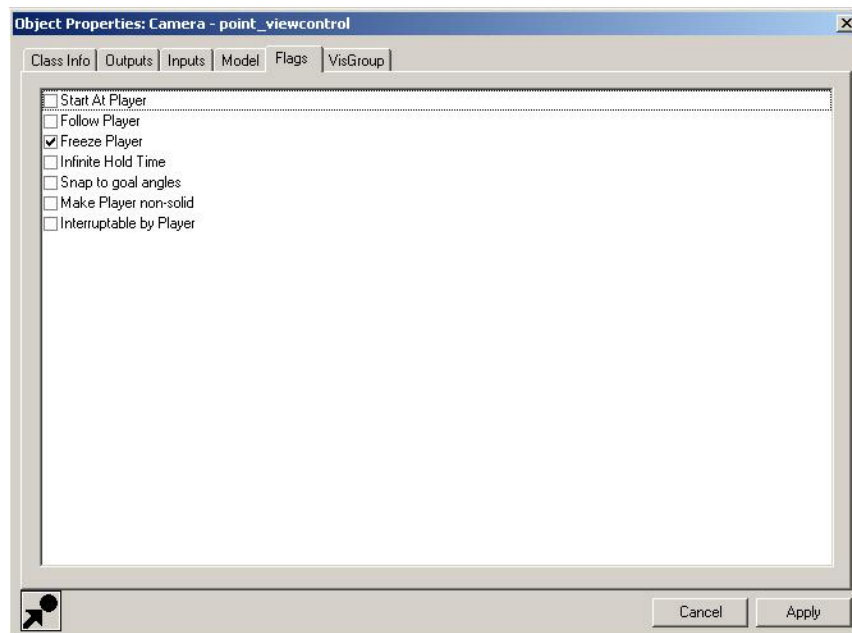 Object Properties: Camera - point_viewcontrol
Class Info Outputs Inputs Model Flags VisGroup
Start At Player
Follow Player
Freeze Player
Infinite Hold Time
Snap to goal angles
Make Player non-solid
Interruptable by Player
Cancel Apply